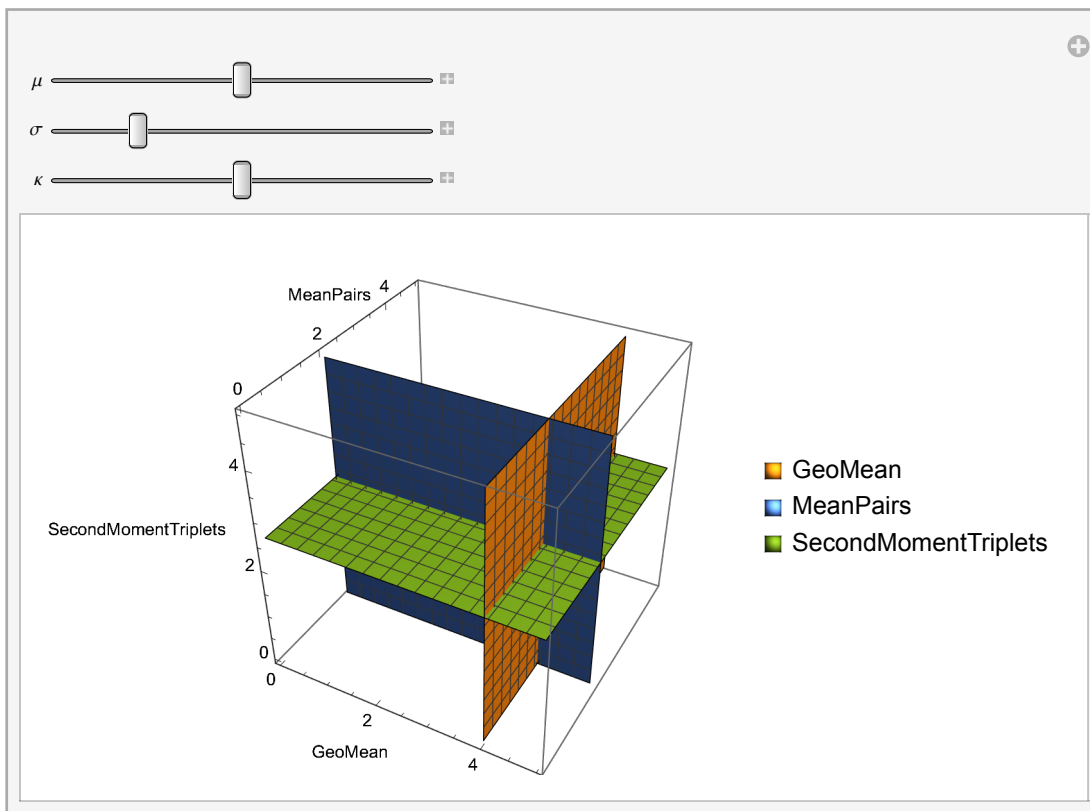 μ
σ
κ
MeanPairs
4
2
0
4
SecondMomentTriplets
2
0
0
2
GeoMean
4
GeoMean
MeanPairs
SecondMomentTriplets